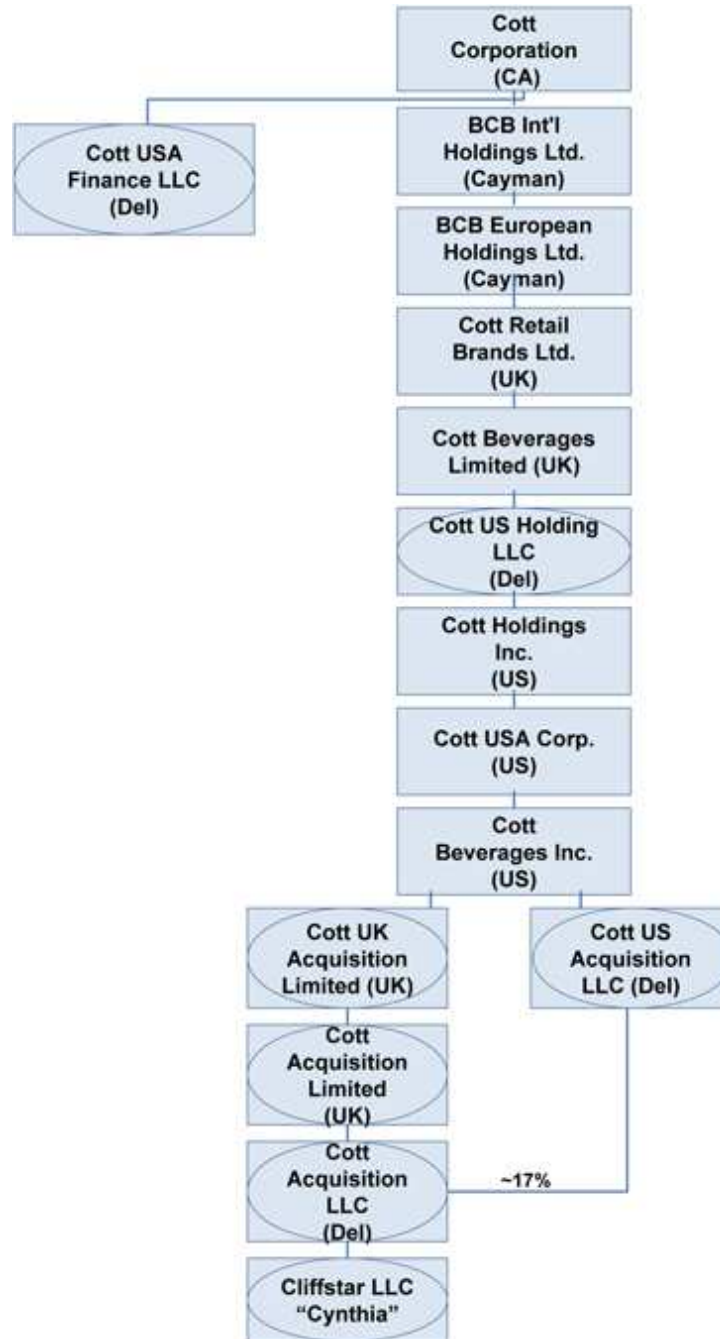 Cott
Corporation
(CA)
Cott USA
Finance LLC
(Del)
BCB Int'l
Holdings Ltd.
(Cayman)
BCB European
Holdings Ltd.
(Cayman)
Cott Retail
Brands Ltd.
(UK)
Cott Beverages
Limited (UK)
Cott US Holding
LLC
(Del)
Cott Holdings
Inc.
(US)
Cott USA Corp.
(US)
Cott
Beverages Inc.
(US)
Cott UK
Acquisition
Limited (UK)
Cott US
Acquisition
LLC (Del)
Cott
Acquisition
Limited
(UK)
Cott
Acquisition
LLC
(Del)
~17%
Cliffstar LLC
“Cynthia”